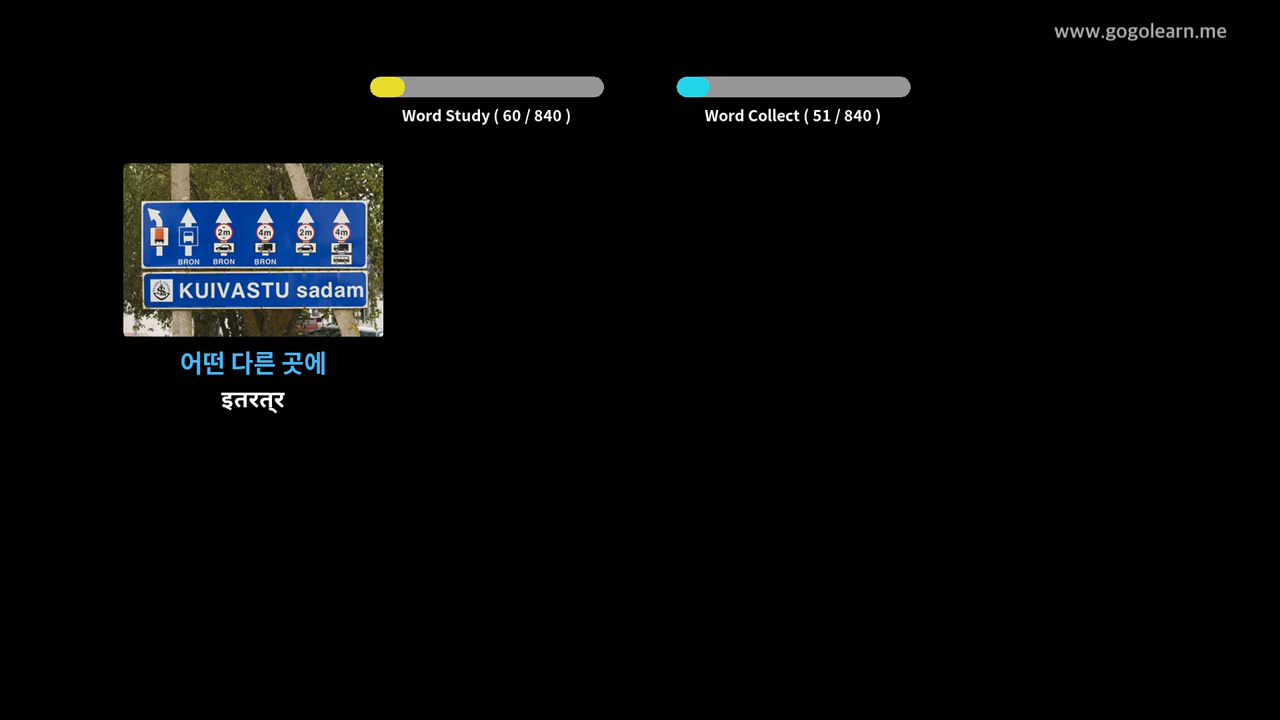 www.gogolearn.me
Word Study ( 60 / 840 )
Word Collect ( 51 / 840 )
2m 4m 2m 4m
BRON BRON BRON
KUIVASTU sadam
어떤 다른 곳에
इतरत्र